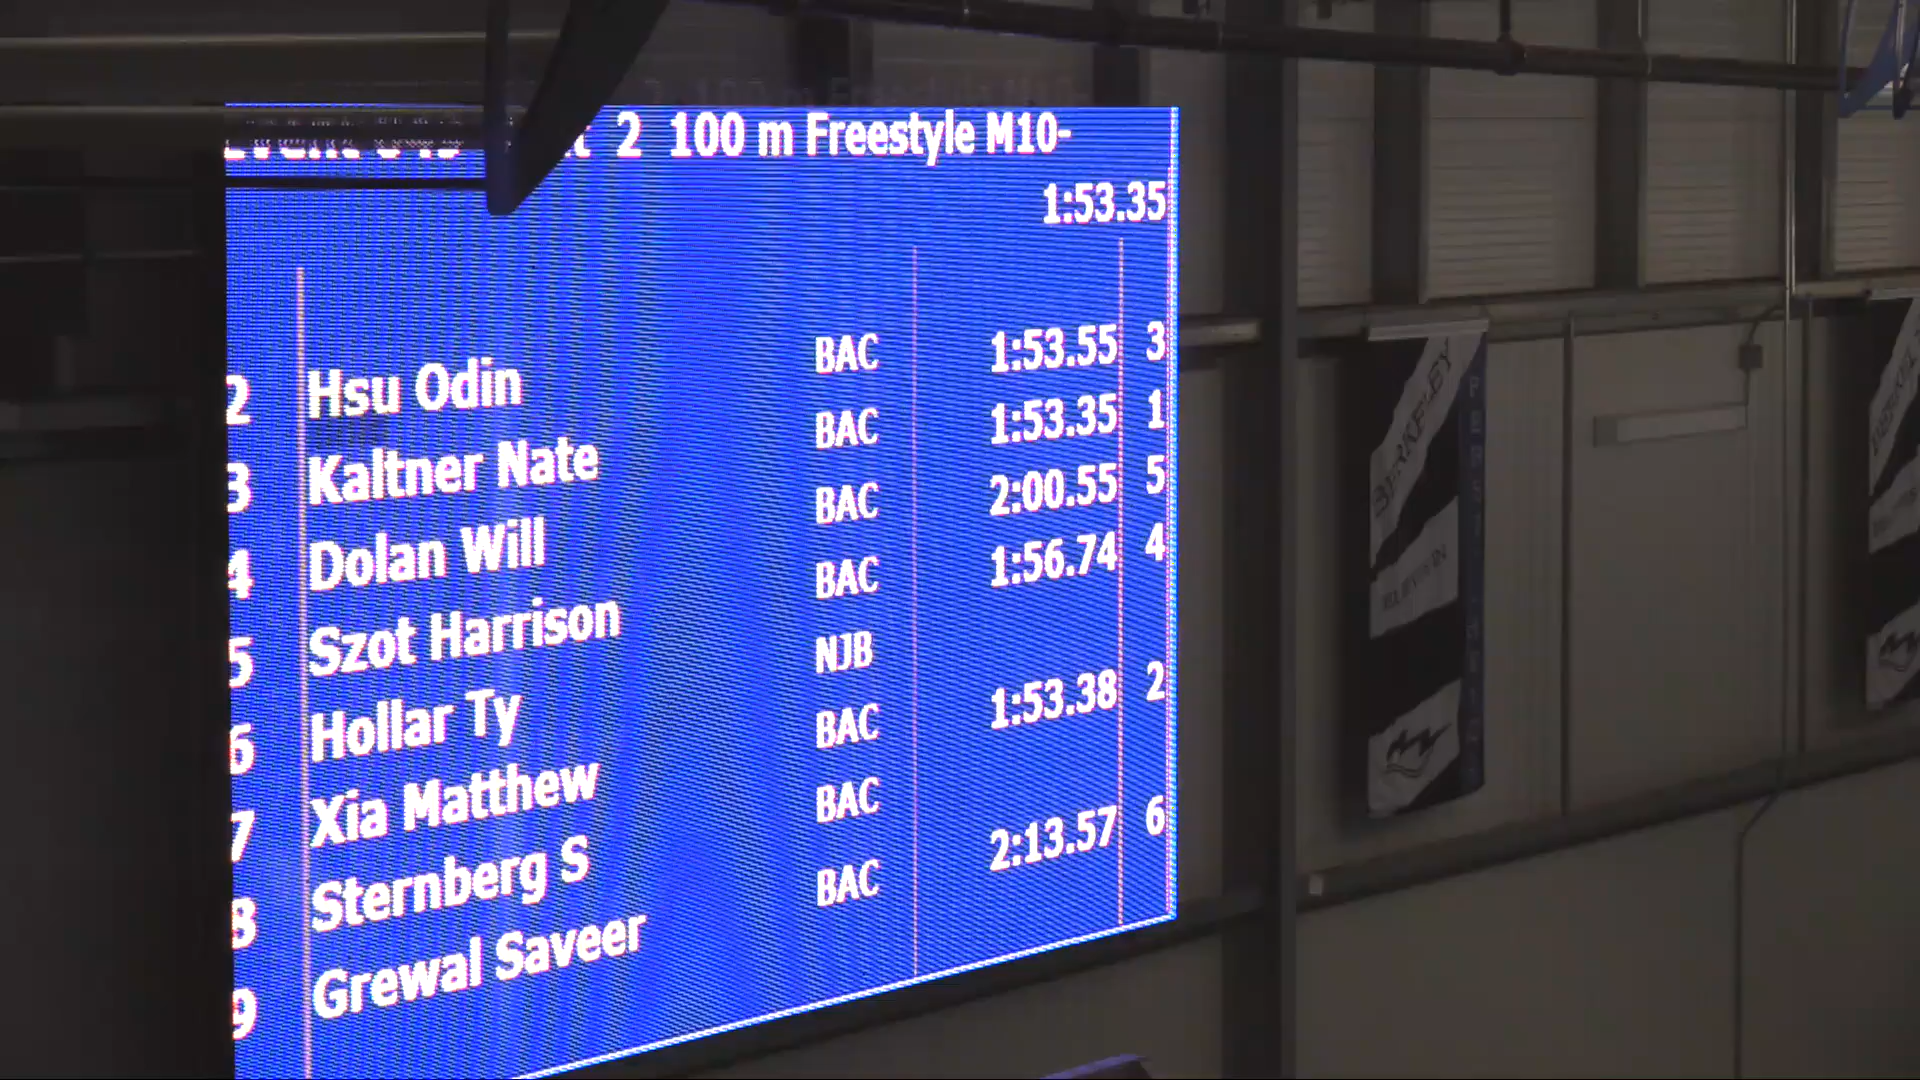 2 100 m Freestyle M10-
1:53.35
2 Hsu Odin BAC 1:53.55 3
3 Kaltner Nate BAC 1:53.35 1
4 Dolan Will BAC 2:00.55 5
5 Szot Harrison BAC 1:56.74 4
6 Hollar Ty NJB
7 Xia Matthew BAC 1:53.38 2
8 Sternberg S BAC
9 Grewal Saveer BAC 2:13.57 6
BERKELEY